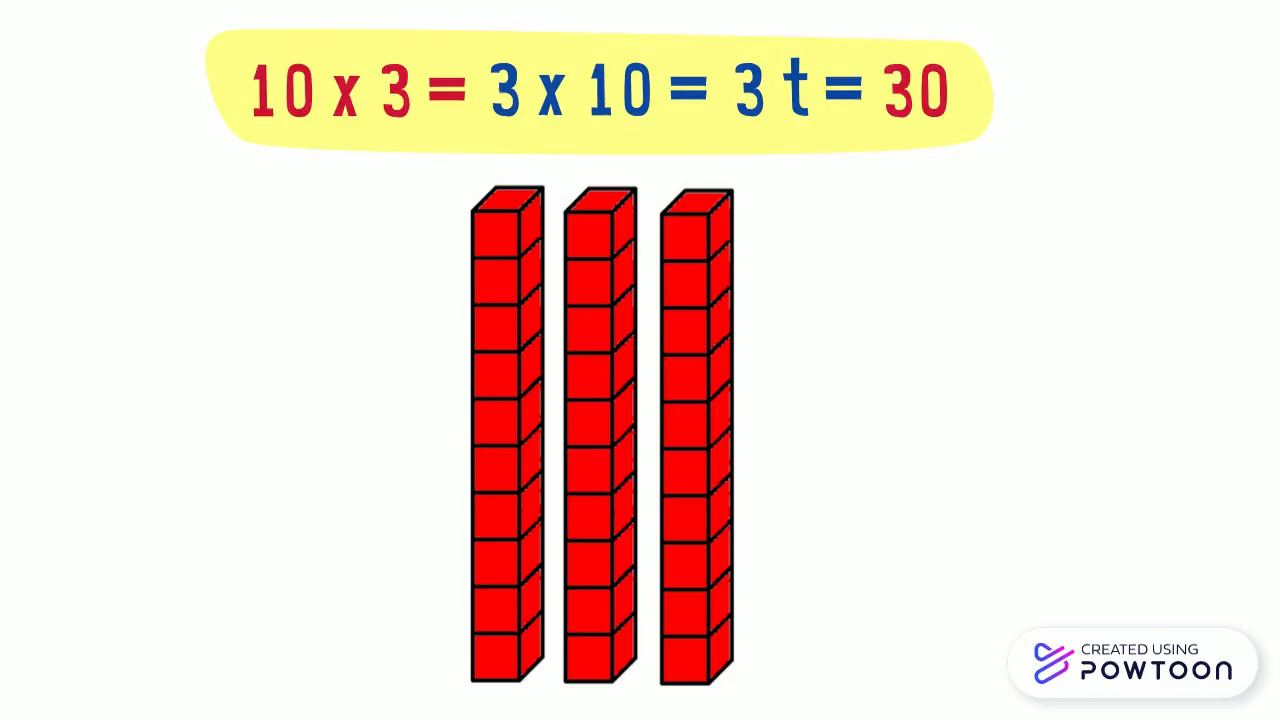 10 x 3 = 3 x 10 = 3 t = 30
CREATED USING
POWTOON